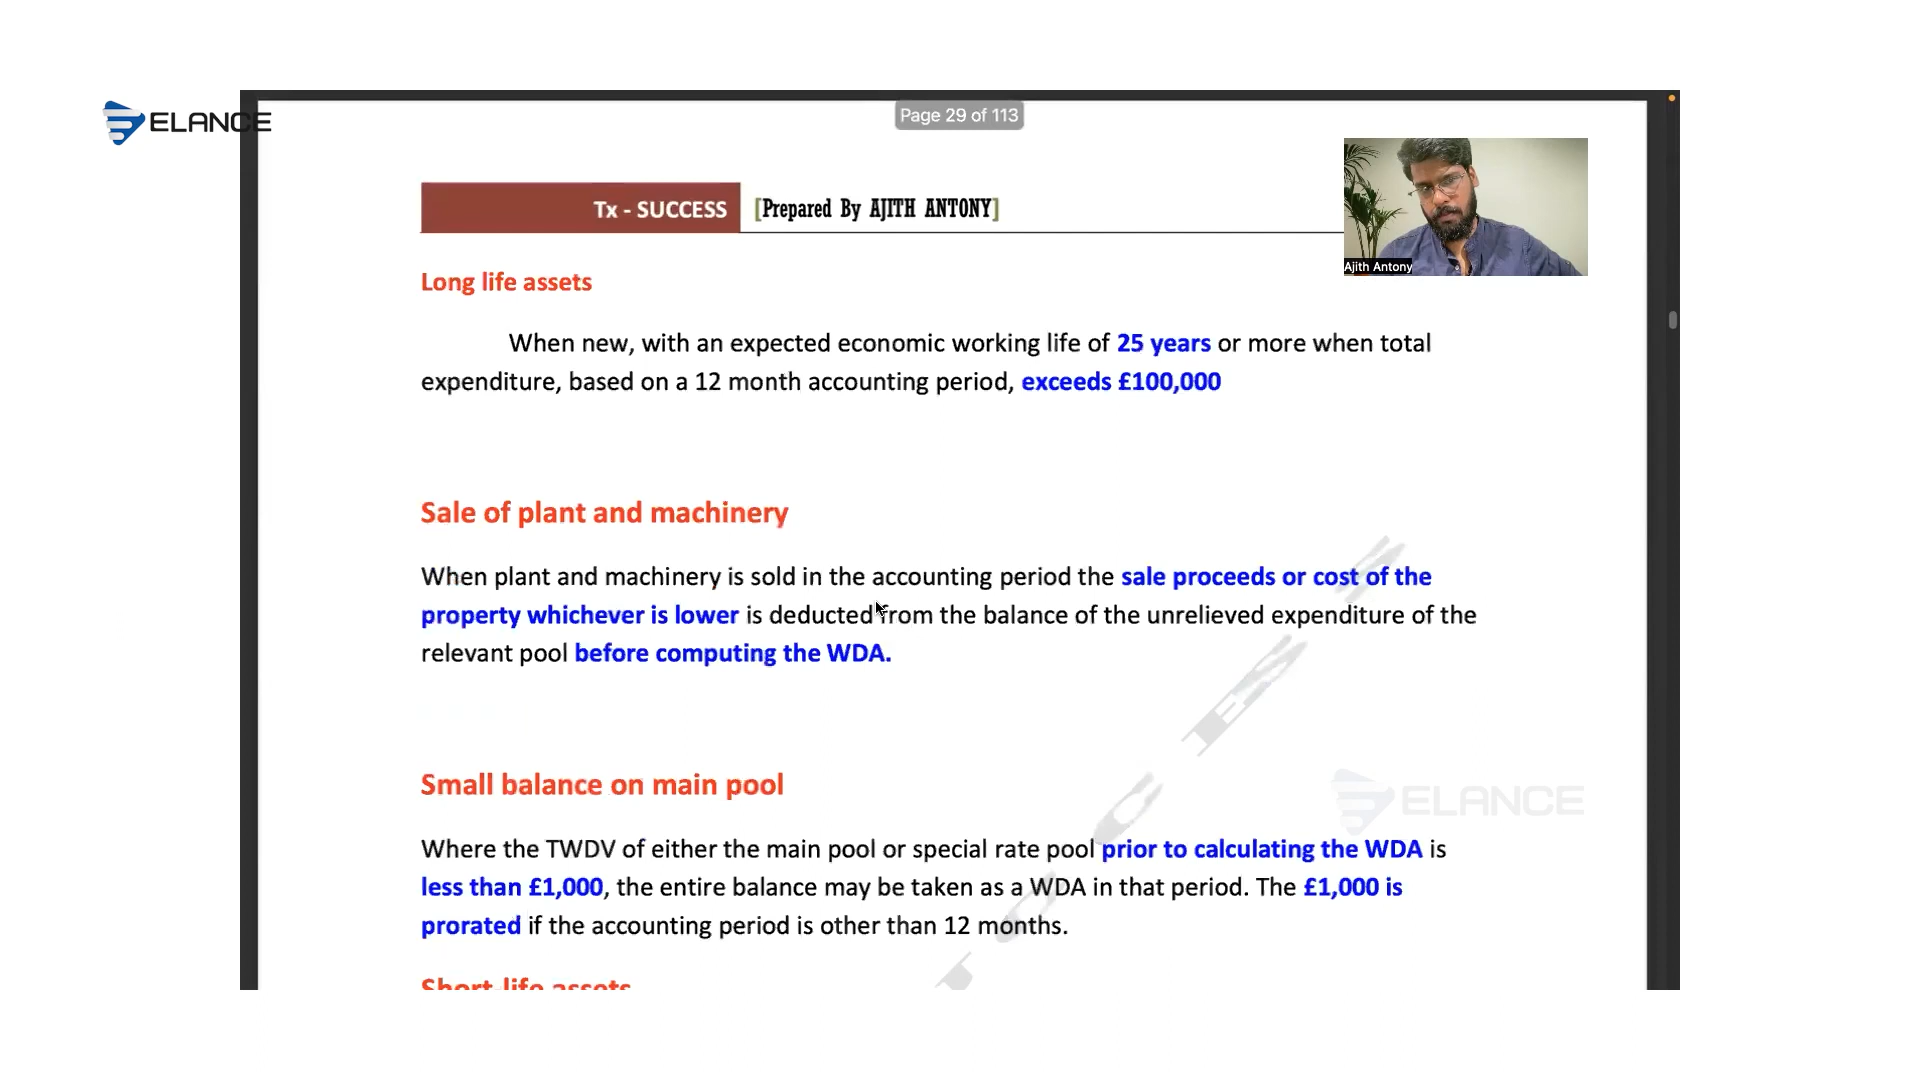 ELANCE
Page 29 of 113
Tx - SUCCESS [Prepared By AJITH ANTONY]
Ajith Antony
Long life assets
When new, with an expected economic working life of 25 years or more when total
expenditure, based on a 12 month accounting period, exceeds £100,000
Sale of plant and machinery
When plant and machinery is sold in the accounting period the sale proceeds or cost of the
property whichever is lower is deducted from the balance of the unrelieved expenditure of the
relevant pool before computing the WDA.
Small balance on main pool
ELANCE
Where the TWDV of either the main pool or special rate pool prior to calculating the WDA is
less than £1,000, the entire balance may be taken as a WDA in that period. The £1,000 is
prorated if the accounting period is other than 12 months.
Short-life assets